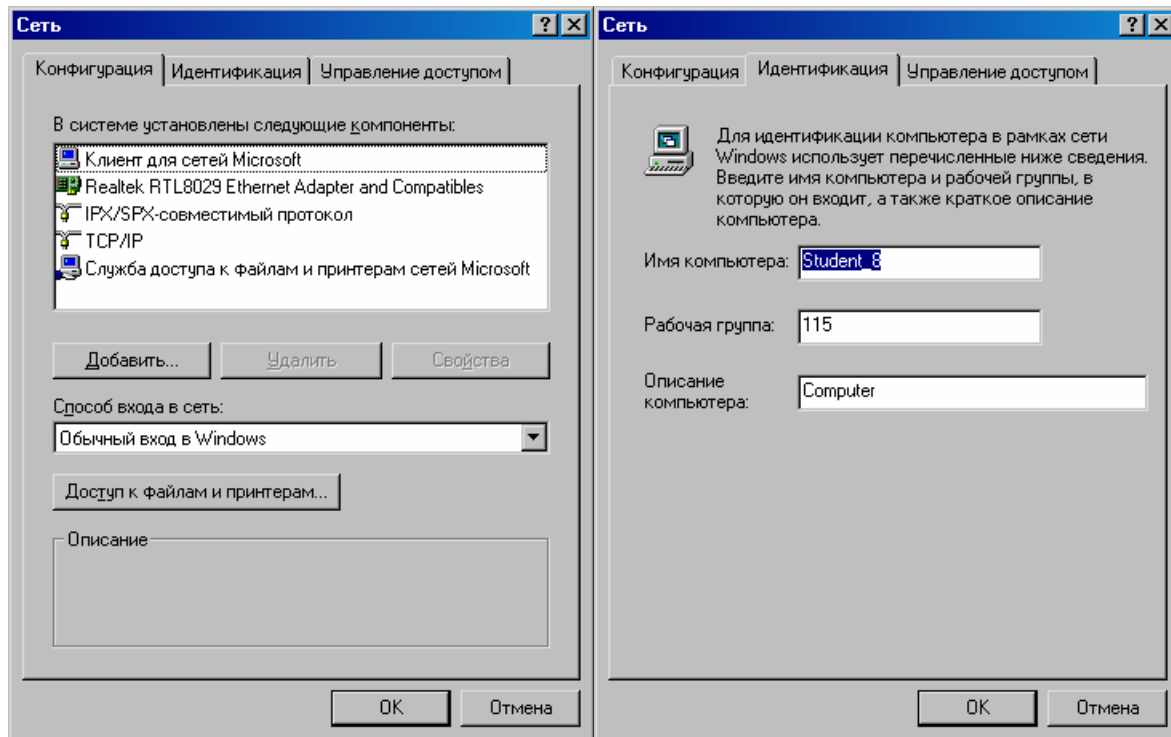 Сеть
Конфигурация Идентификация Управление доступом
В системе установлены следующие компоненты:
Клиент для сетей Microsoft
Realtek RTL8029 Ethernet Adapter and Compatibles
IPX/SPX-совместимый протокол
TCP/IP
Служба доступа к файлам и принтерам сетей Microsoft
Добавить... Удалить Свойства
Способ входа в сеть:
Обычный вход в Windows
Доступ к файлам и принтерам...
Описание
OK Отмена
Сеть
Конфигурация Идентификация Управление доступом
Для идентификации компьютера в рамках сети
Windows использует перечисленные ниже сведения.
Введите имя компьютера и рабочей группы, в
которую он входит, а также краткое описание
компьютера.
Имя компьютера: Student_8
Рабочая группа: 115
Описание
компьютера: Computer
OK Отмена